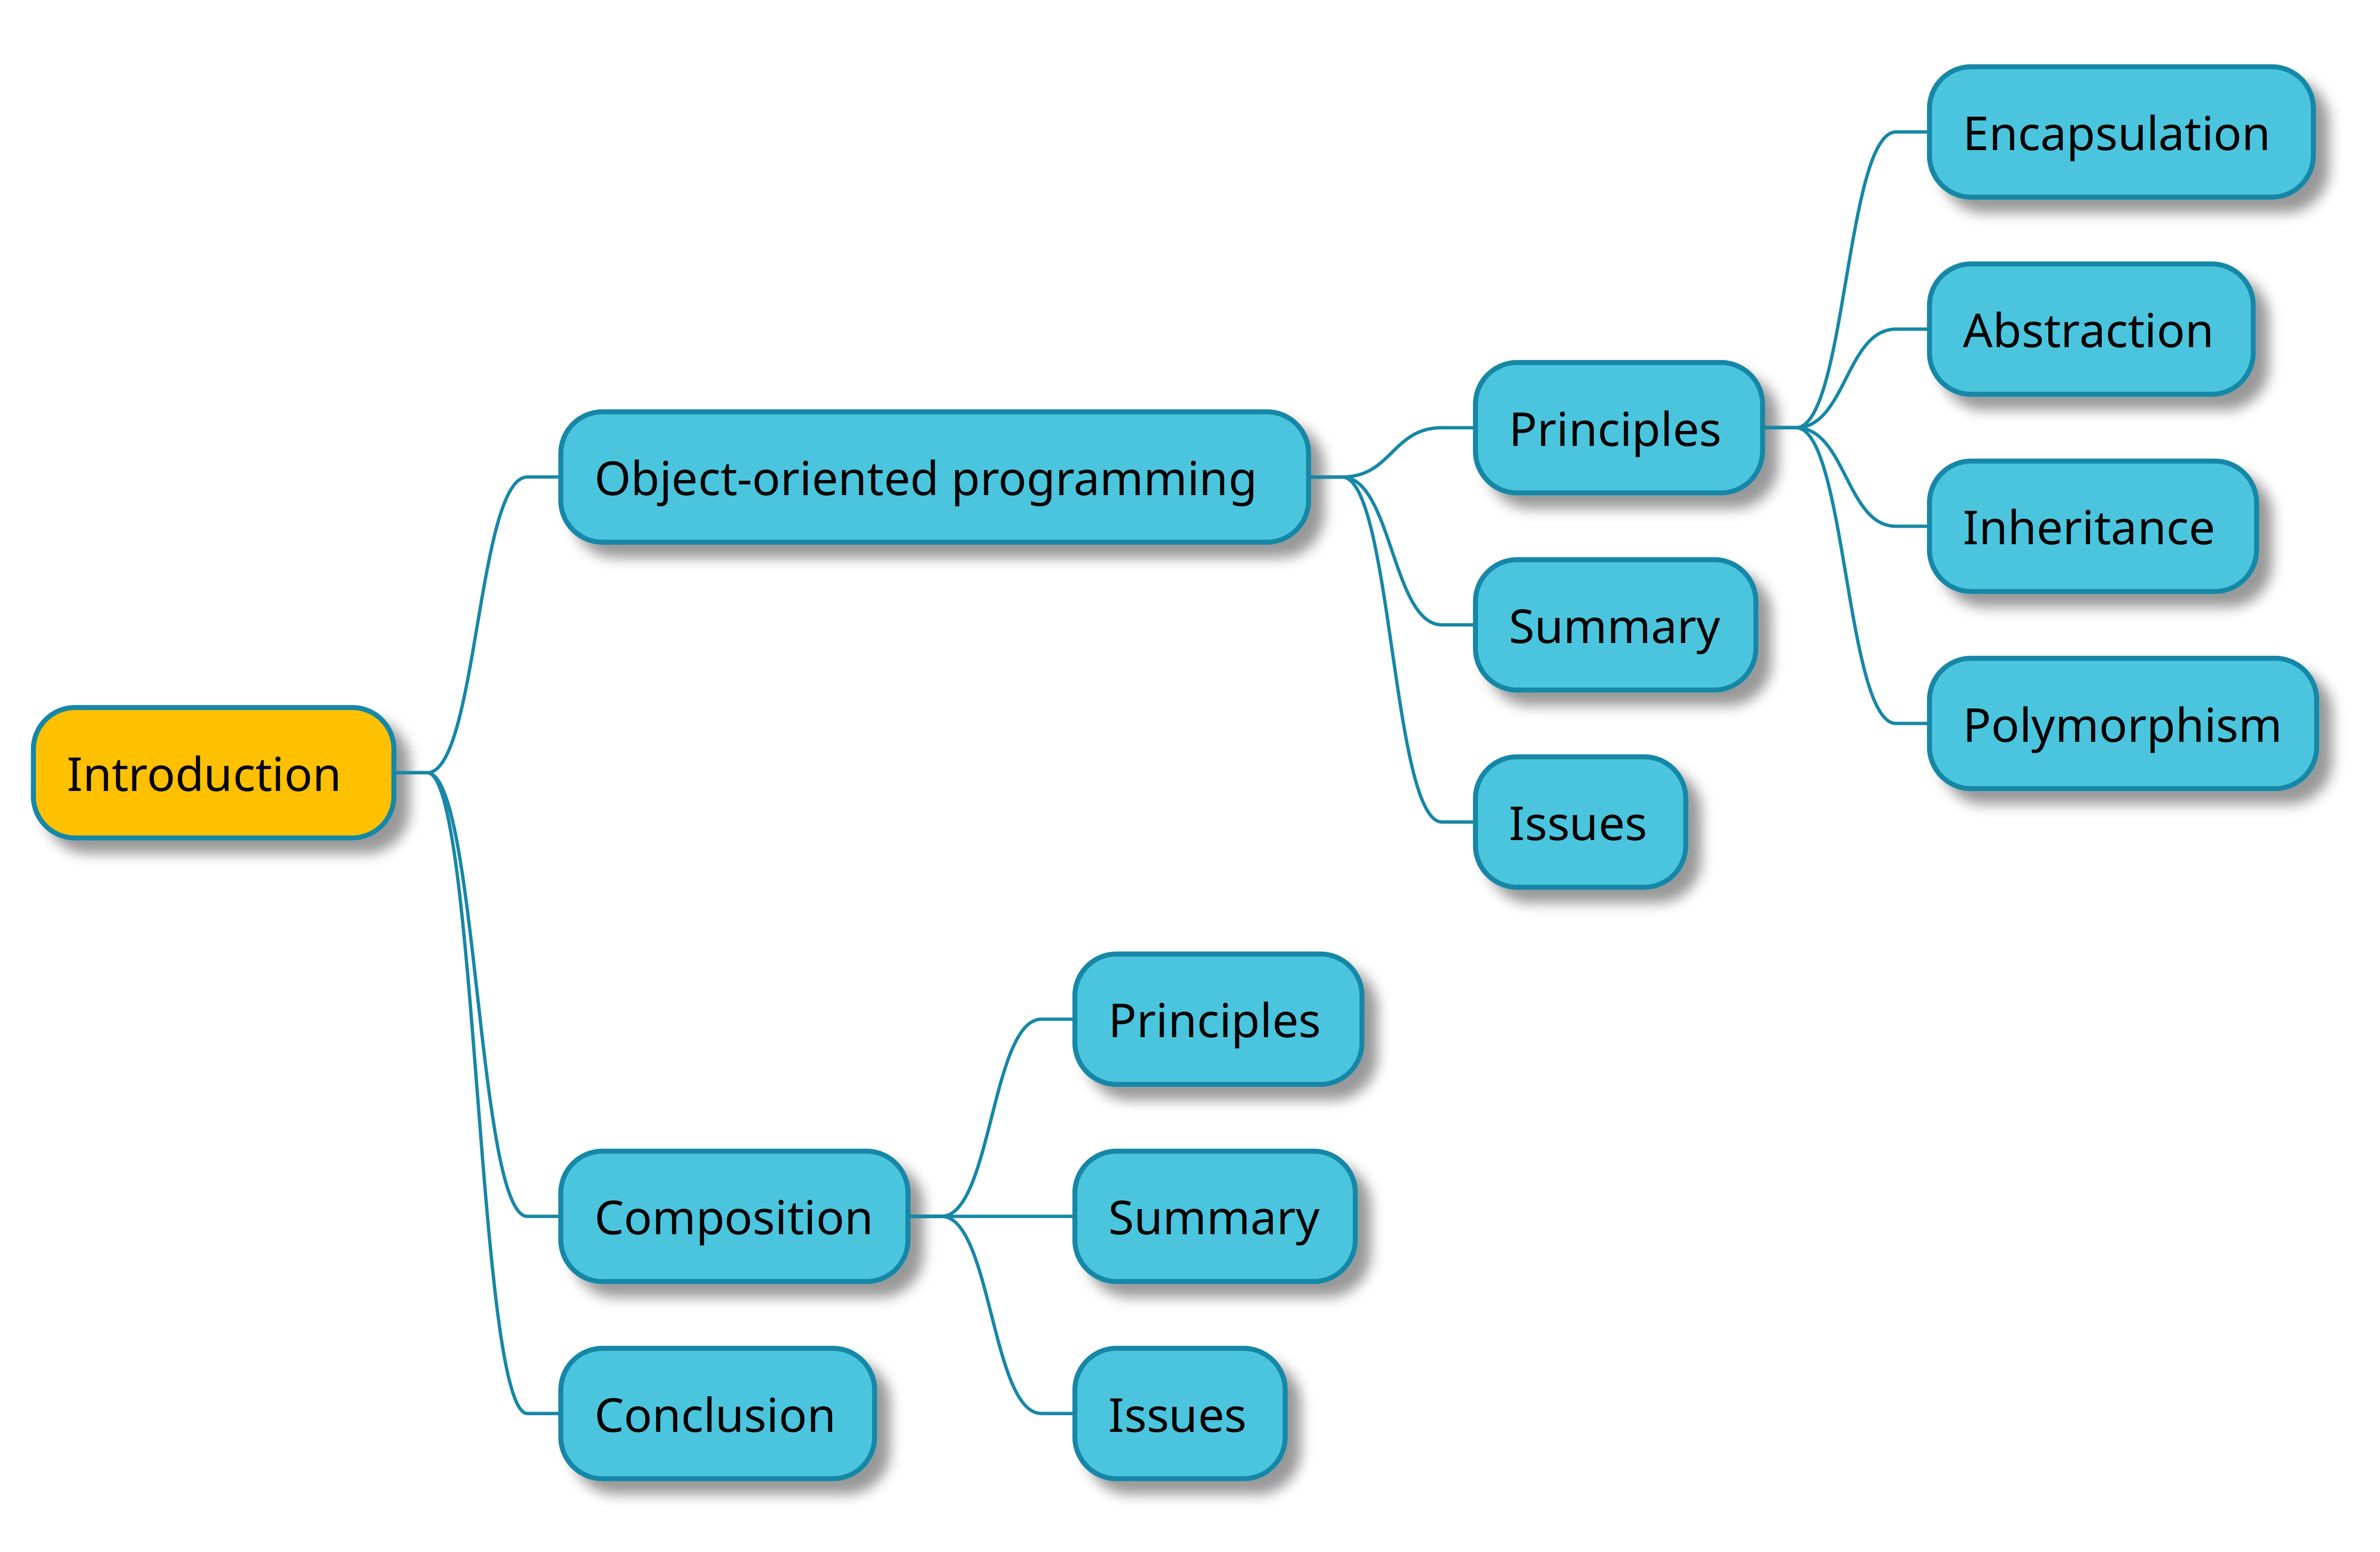 Introduction
Object-oriented programming
Principles
Encapsulation
Abstraction
Inheritance
Polymorphism
Summary
Issues
Composition
Principles
Summary
Issues
Conclusion